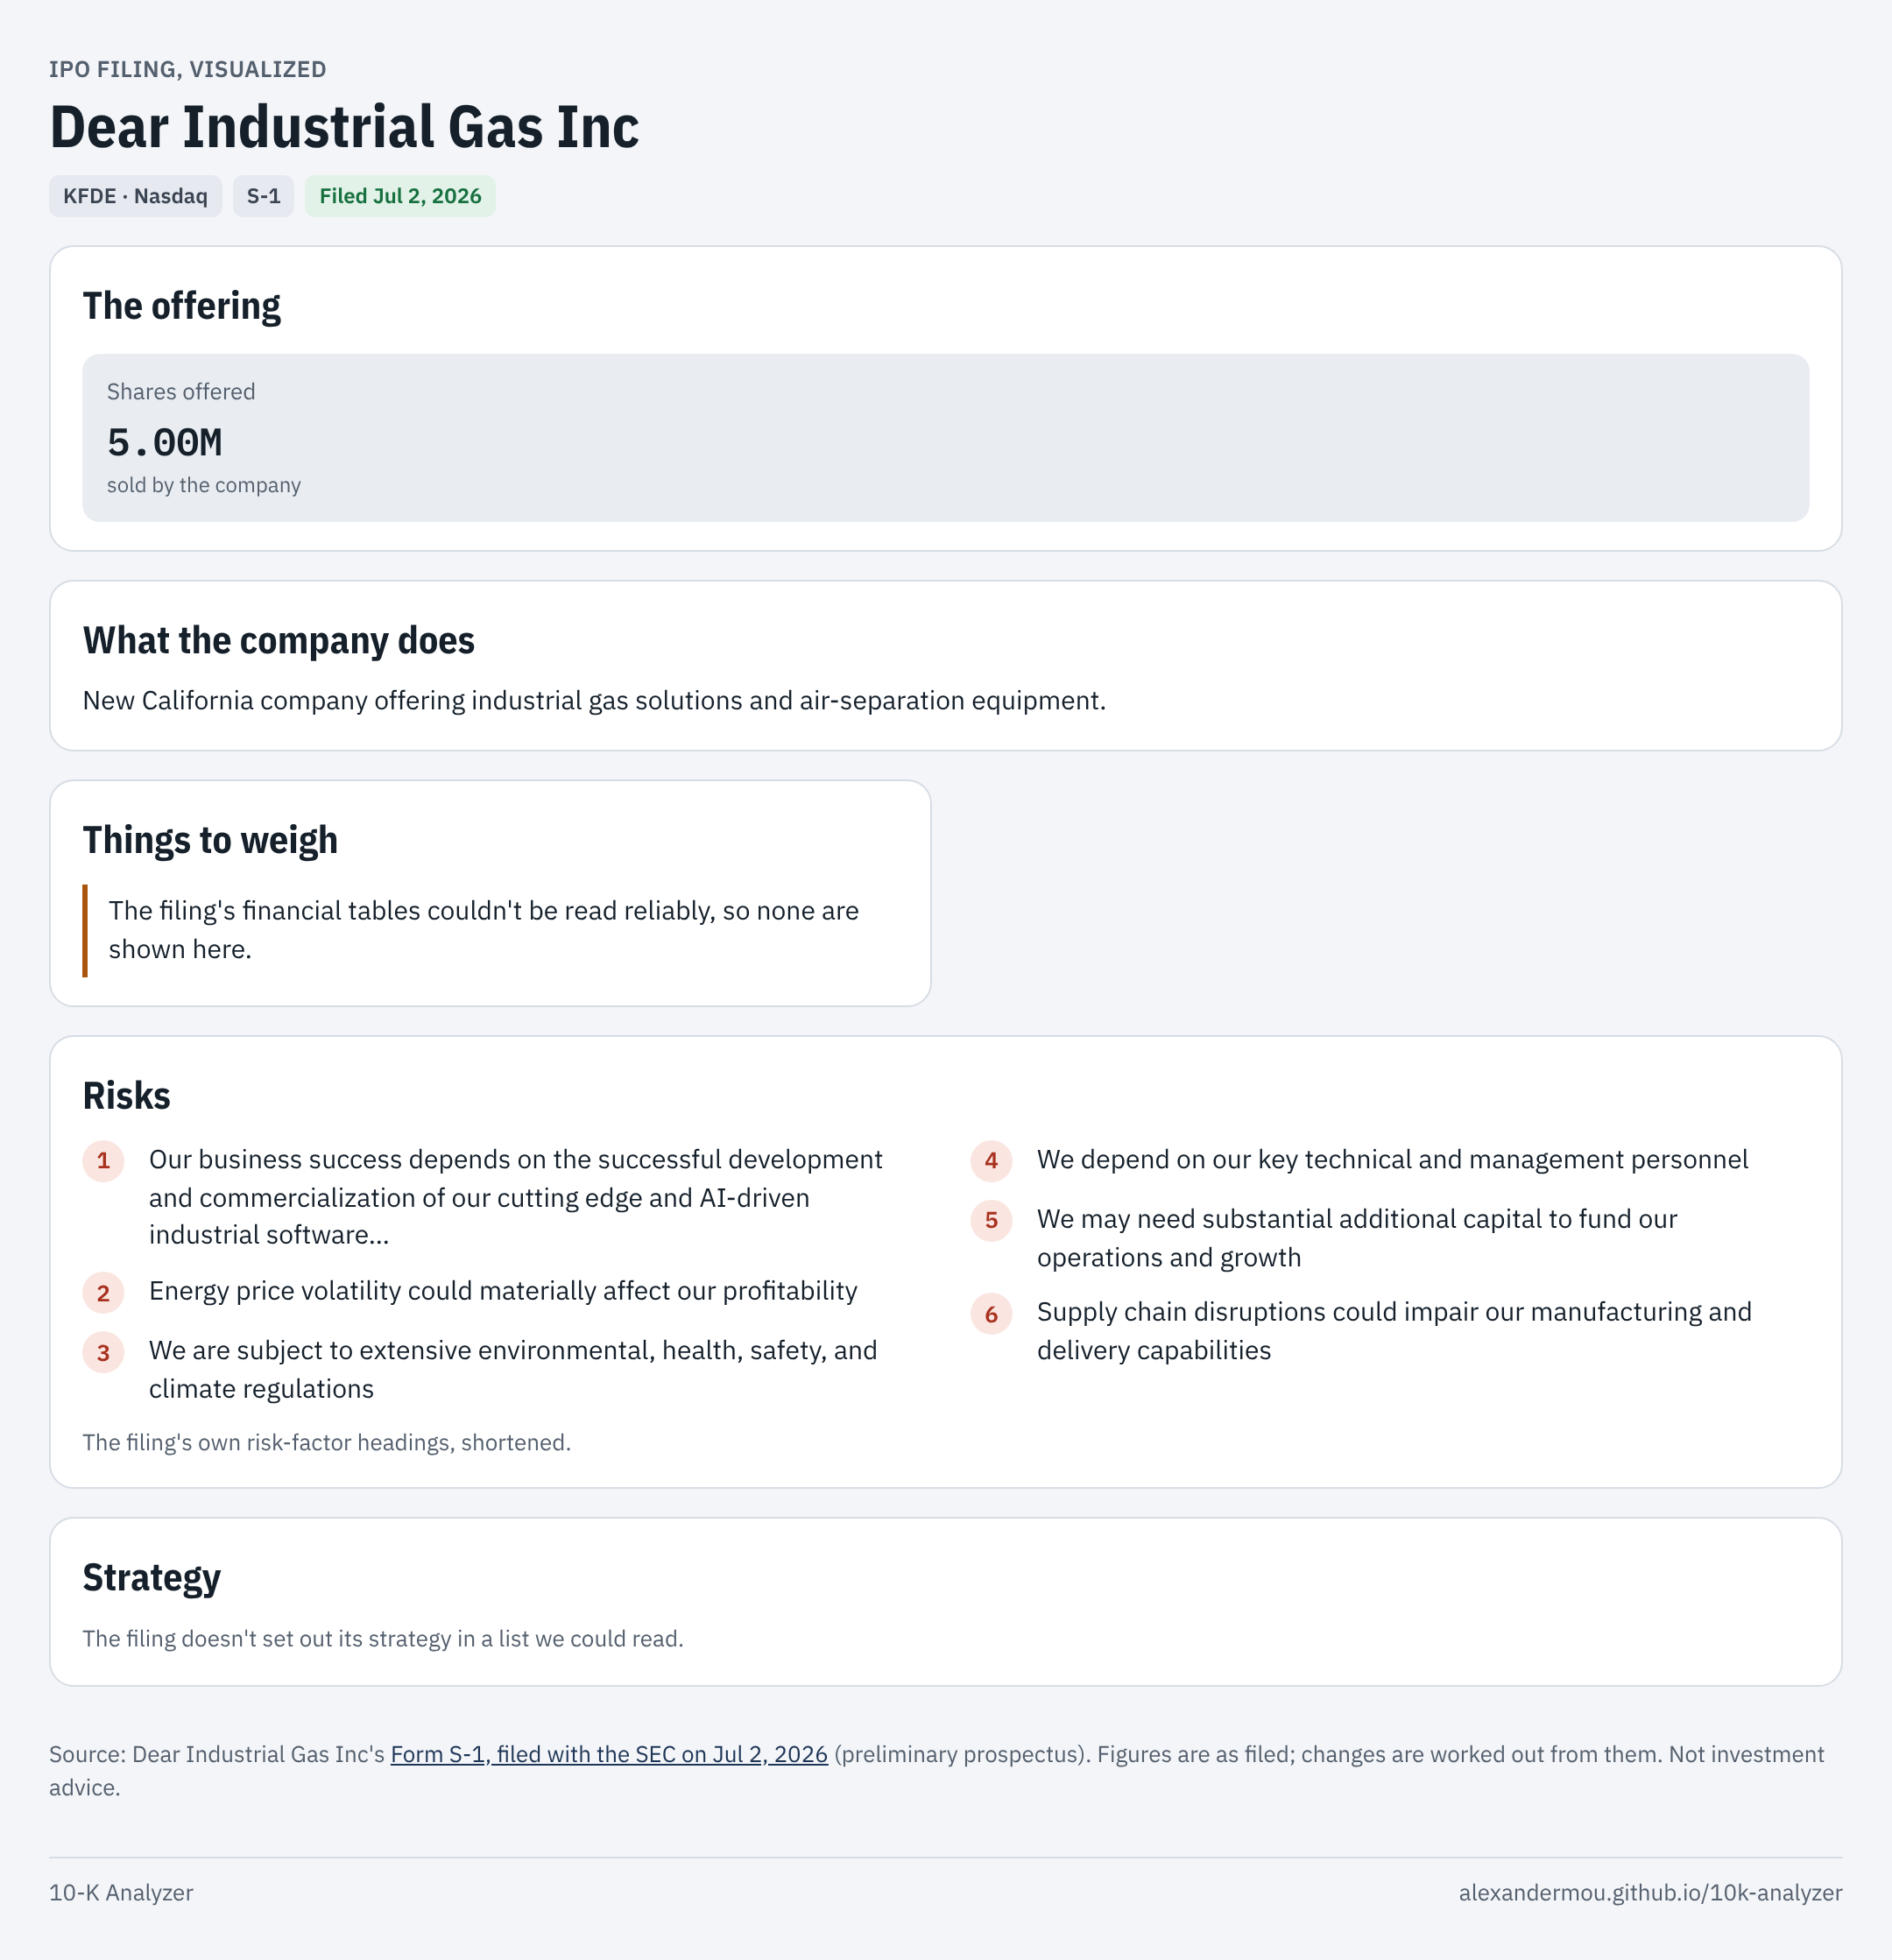 IPO FILING, VISUALIZED
Dear Industrial Gas Inc
KFDE · Nasdaq
S-1
Filed Jul 2, 2026
The offering
Shares offered
5.00M
sold by the company
What the company does
New California company offering industrial gas solutions and air-separation equipment.
Things to weigh
The filing's financial tables couldn't be read reliably, so none are
shown here.
Risks
1 Our business success depends on the successful development
and commercialization of our cutting edge and AI-driven
industrial software...
2 Energy price volatility could materially affect our profitability
3 We are subject to extensive environmental, health, safety, and
climate regulations
4 We depend on our key technical and management personnel
5 We may need substantial additional capital to fund our
operations and growth
6 Supply chain disruptions could impair our manufacturing and
delivery capabilities
The filing's own risk-factor headings, shortened.
Strategy
The filing doesn't set out its strategy in a list we could read.
Source: Dear Industrial Gas Inc's Form S-1, filed with the SEC on Jul 2, 2026 (preliminary prospectus). Figures are as filed; changes are worked out from them. Not investment
advice.
10-K Analyzer
alexandermou.github.io/10k-analyzer